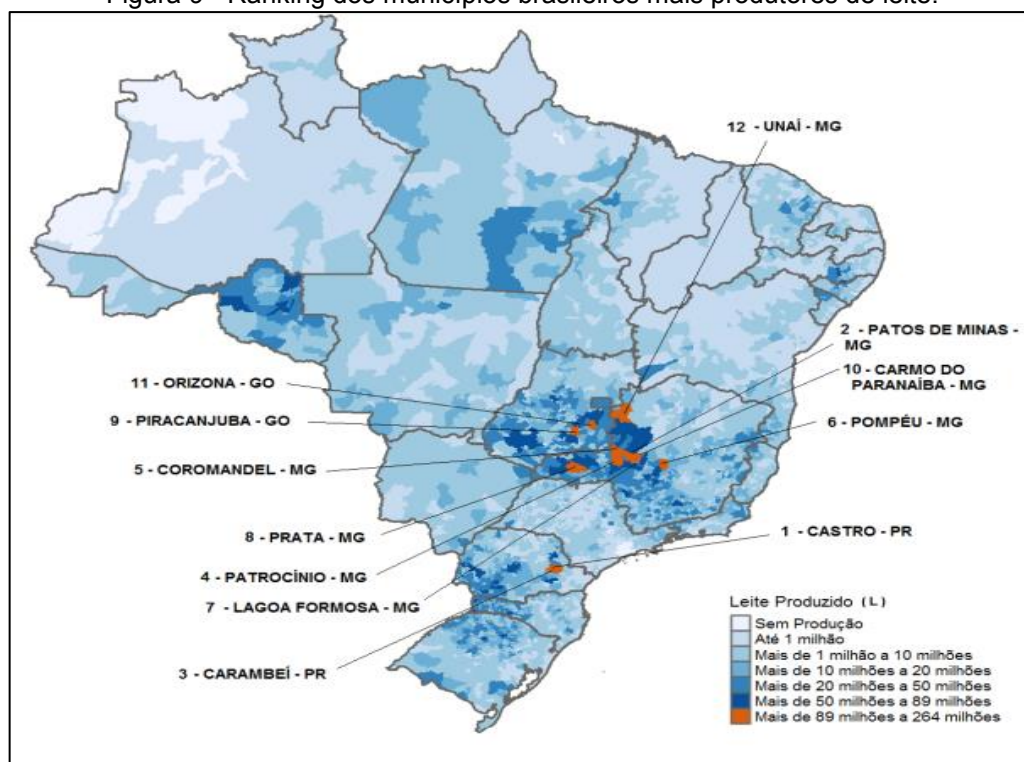 Figura 6 - Ranking dos municípios brasileiros mais produtores de leite.
12 - UNAÍ - MG
2 - PATOS DE MINAS -
MG
11 - ORIZONA - GO
10 - CARMO DO
PARANAÍBA - MG
9 - PIRACANJUBA - GO
6 - POMPÉU - MG
5 - COROMANDEL - MG
8 - PRATA - MG
1 - CASTRO - PR
4 - PATROCÍNIO - MG
7 - LAGOA FORMOSA - MG
3 - CARAMBEÍ - PR
Leite Produzido (L)
Sem Produção
Até 1 milhão
Mais de 1 milhão a 10 milhões
Mais de 10 milhões a 20 milhões
Mais de 20 milhões a 50 milhões
Mais de 50 milhões a 89 milhões
Mais de 89 milhões a 264 milhões